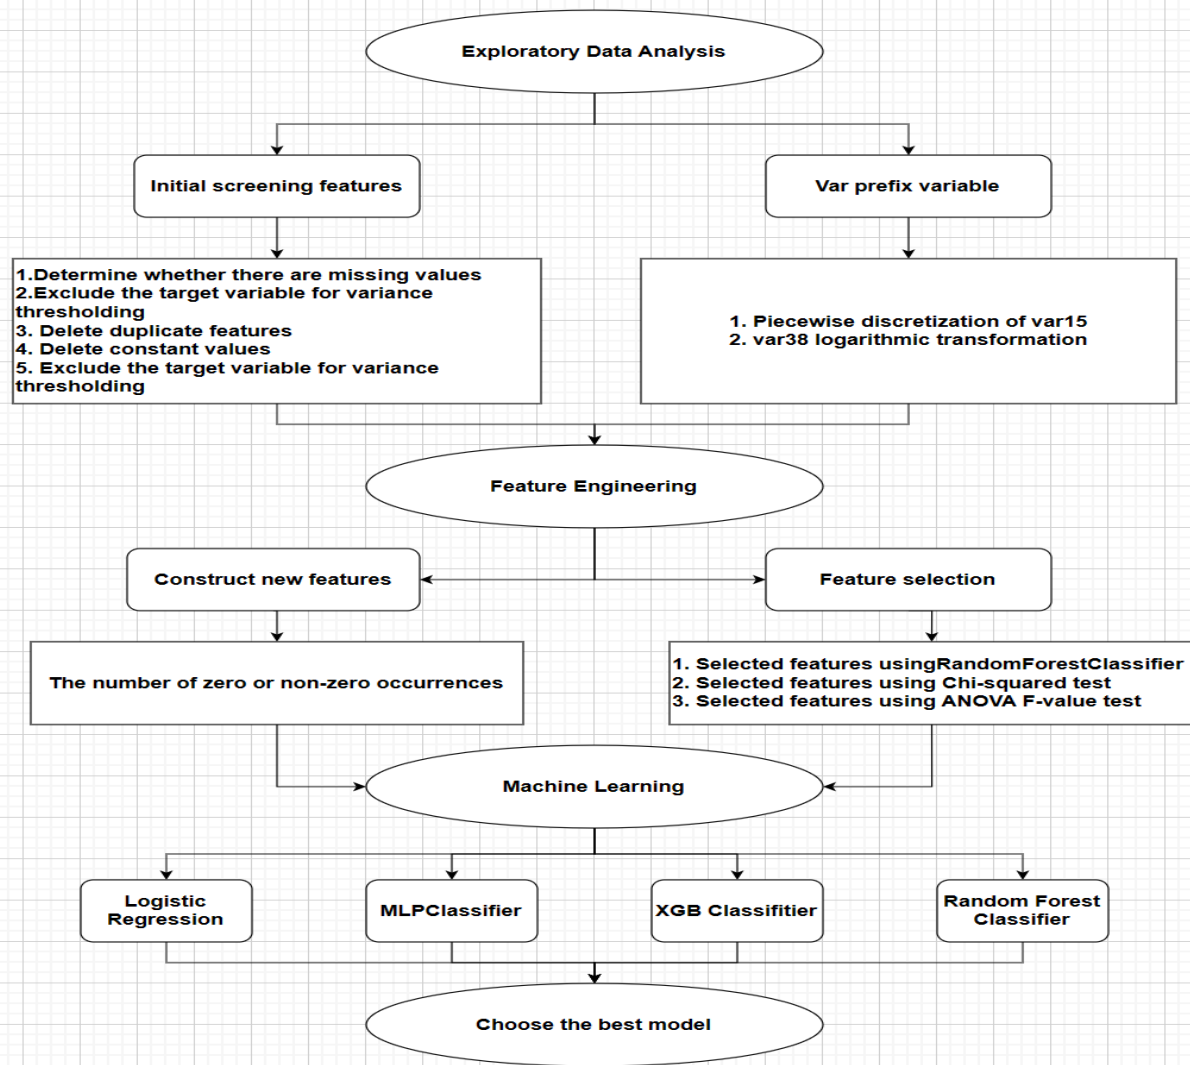 Exploratory Data Analysis
Initial screening features
Var prefix variable
1.Determine whether there are missing values
2.Exclude the target variable for variance
thresholding
3. Delete duplicate features
4. Delete constant values
5. Exclude the target variable for variance
thresholding
1. Piecewise discretization of var15
2. var38 logarithmic transformation
Feature Engineering
Construct new features
Feature selection
The number of zero or non-zero occurrences
1. Selected features usingRandomForestClassifier
2. Selected features using Chi-squared test
3. Selected features using ANOVA F-value test
Machine Learning
Logistic
Regression
MLPClassifier
XGB Classifitier
Random Forest
Classifier
Choose the best model